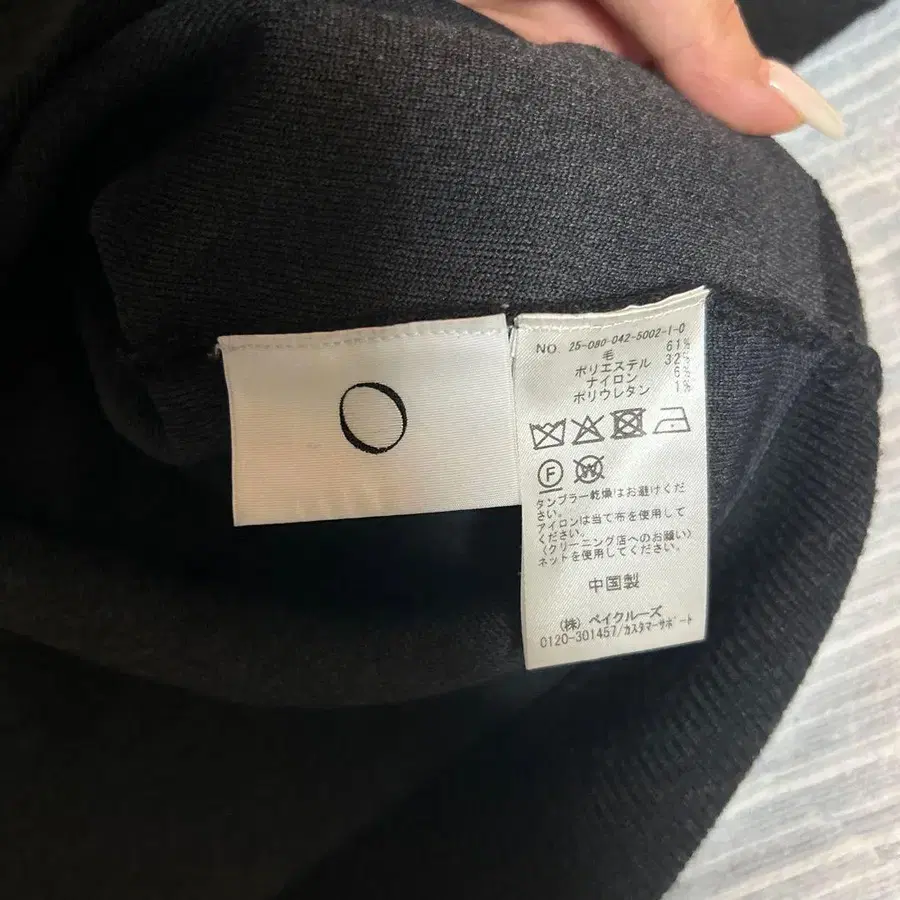 O
NO. 25-080-042-5002-1-0
毛 61%
ポリエステル 32%
ナイロン 6%
ポリウレタン 1%
F
W
タンブラー乾燥はお避けくだ
さい。
アイロンは当て布を使用して
ください。
〈クリーニング店へのお願い〉
ネットを使用してください。
中国製
(株) ベイクルーズ
0120-301457/カスタマーサポート